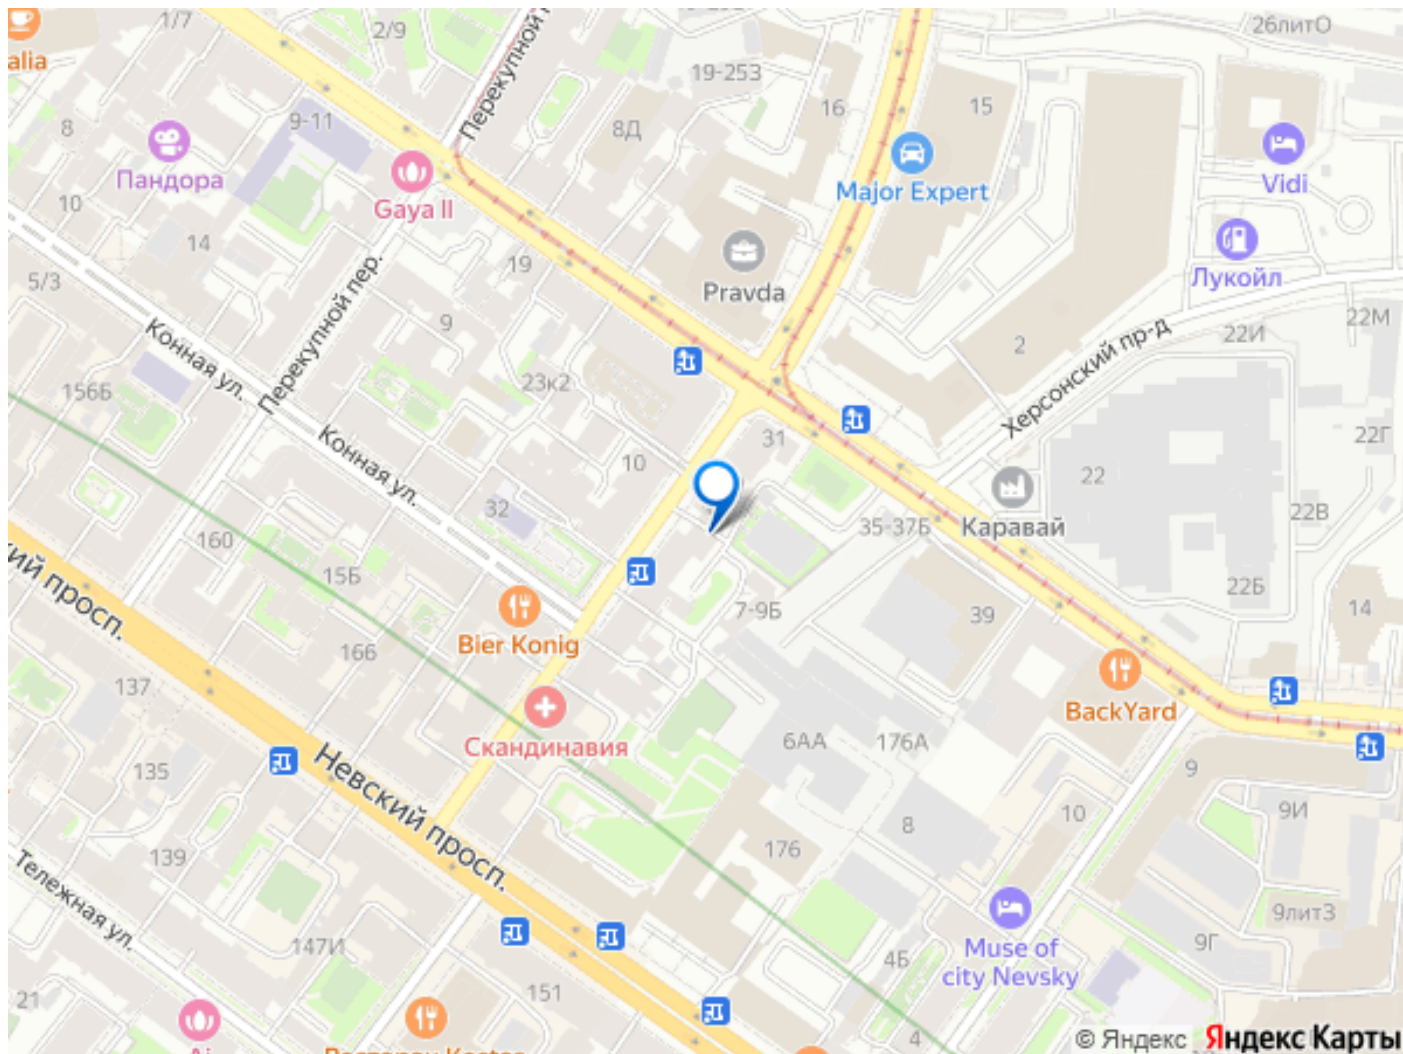 1/7
2/9
19-253
26литО
alia
Перекупной
16
15
8
9-11
8Д
Пандора
Gaya II
Major Expert
Vidi
10
14
19
Pravda
Лукойл
5/3
Перекупной пер.
9
2
22И
22М
Конная ул.
Херсонский пр-д
156Б
23к2
31
22Г
Конная ул.
10
22
32
35-37Б
Каравай
22В
160
15Б
22Б
Невский просп.
Bier Konig
7-9Б
39
14
166
137
Скандинавия
BackYard
6АА
176А
135
Невский просп.
9
10
9И
8
139
176
Тележная ул.
147И
9лит3
Muse of
city Nevsky
9Г
4Б
21
151
4
© Яндекс Яндекс Карты